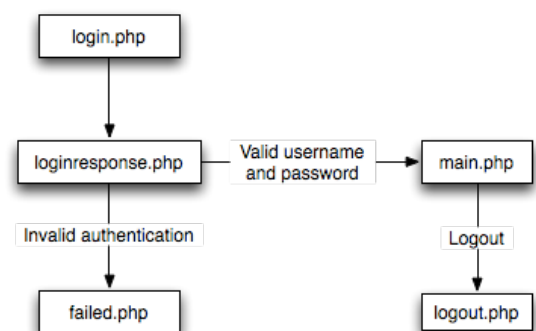 login.php
loginresponse.php
Valid username
and password
main.php
Invalid authentication
Logout
failed.php
logout.php